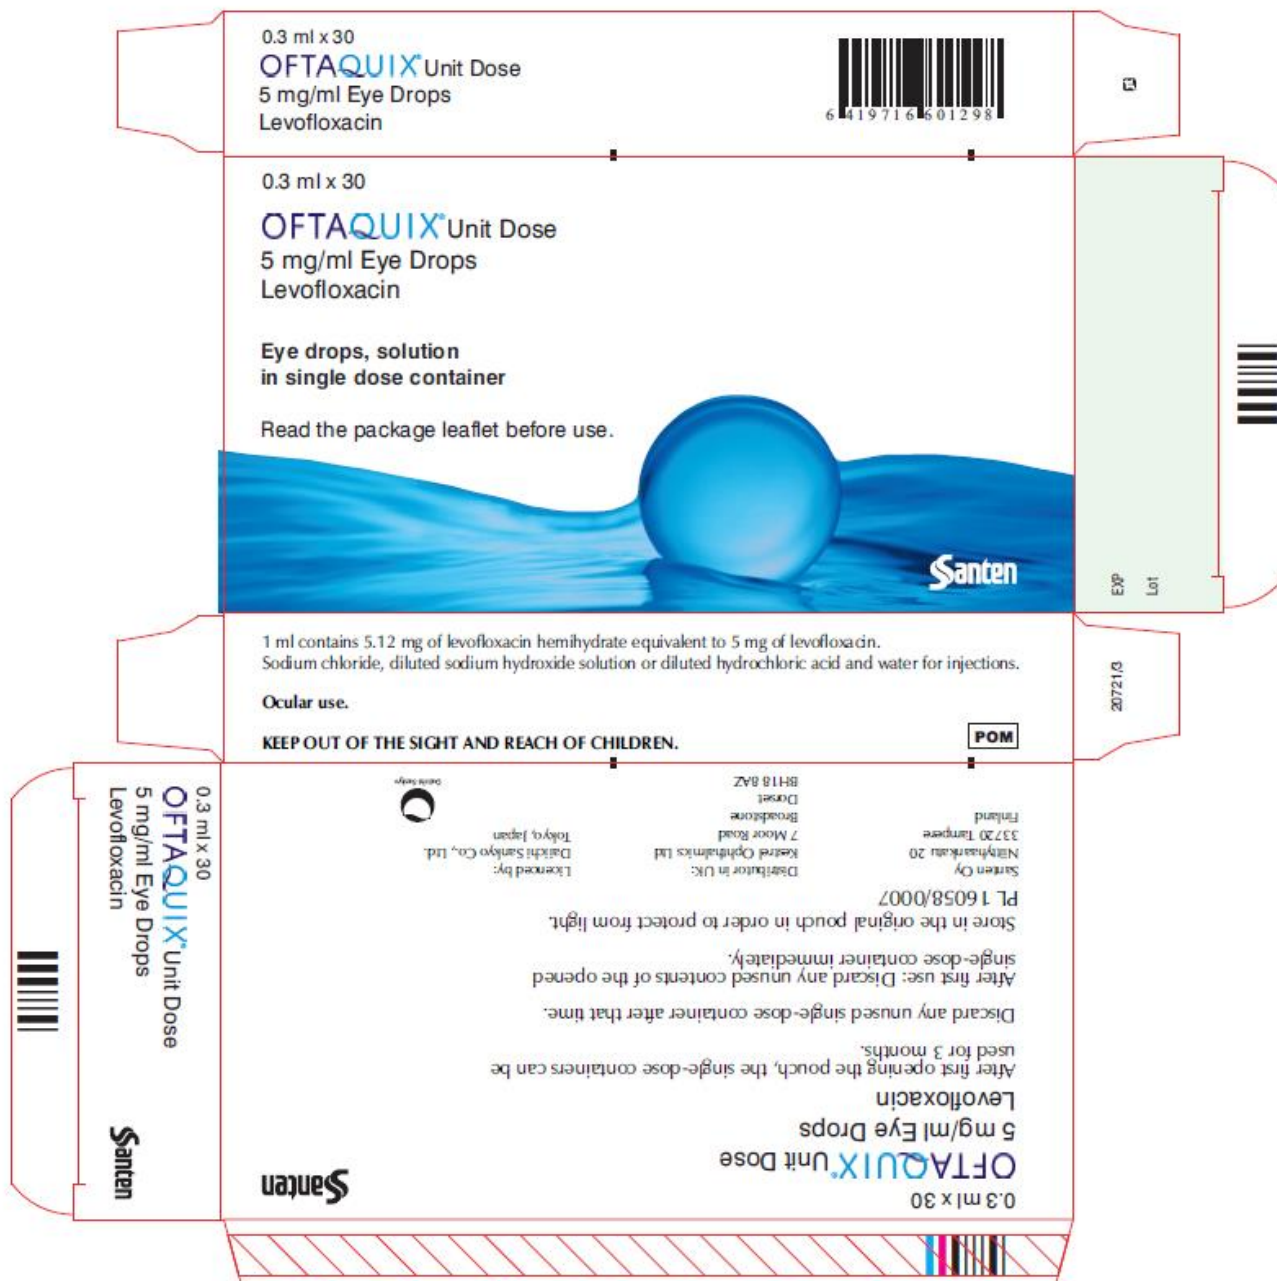 0.3 ml x 30
OFTAQUIX® Unit Dose
5 mg/ml Eye Drops
Levofloxacin
6 419716 601298
0.3 ml x 30
OFTAQUIX® Unit Dose
5 mg/ml Eye Drops
Levofloxacin
Eye drops, solution
in single dose container
Read the package leaflet before use.
Santen
EXP
Lot
1 ml contains 5.12 mg of levofloxacin hemihydrate equivalent to 5 mg of levofloxacin.
Sodium chloride, diluted sodium hydroxide solution or diluted hydrochloric acid and water for injections.
Ocular use.
KEEP OUT OF THE SIGHT AND REACH OF CHILDREN.
POM
20721/3
0.3 ml x 30
OFTAQUIX® Unit Dose
5 mg/ml Eye Drops
Levofloxacin
Santen
0.3 ml x 30
OFTAQUIX® Unit Dose
5 mg/ml Eye Drops
Levofloxacin
Santen
After first opening the pouch, the single-dose containers can be
used for 3 months.
Discard any unused single-dose container after that time.
After first use: Discard any unused contents of the opened
single-dose container immediately.
Store in the original pouch in order to protect from light.
PL 16058/0007
Santen Oy
Niittyhaankatu 20
33720 Tampere
Finland
Distributor in UK:
Kestrel Ophthalmics Ltd
7 Moor Road
Broadstone
Dorset
BH18 8AZ
Licenced by:
Daiichi Sankyo Co., Ltd.
Tokyo, Japan
Daiichi-Sankyo